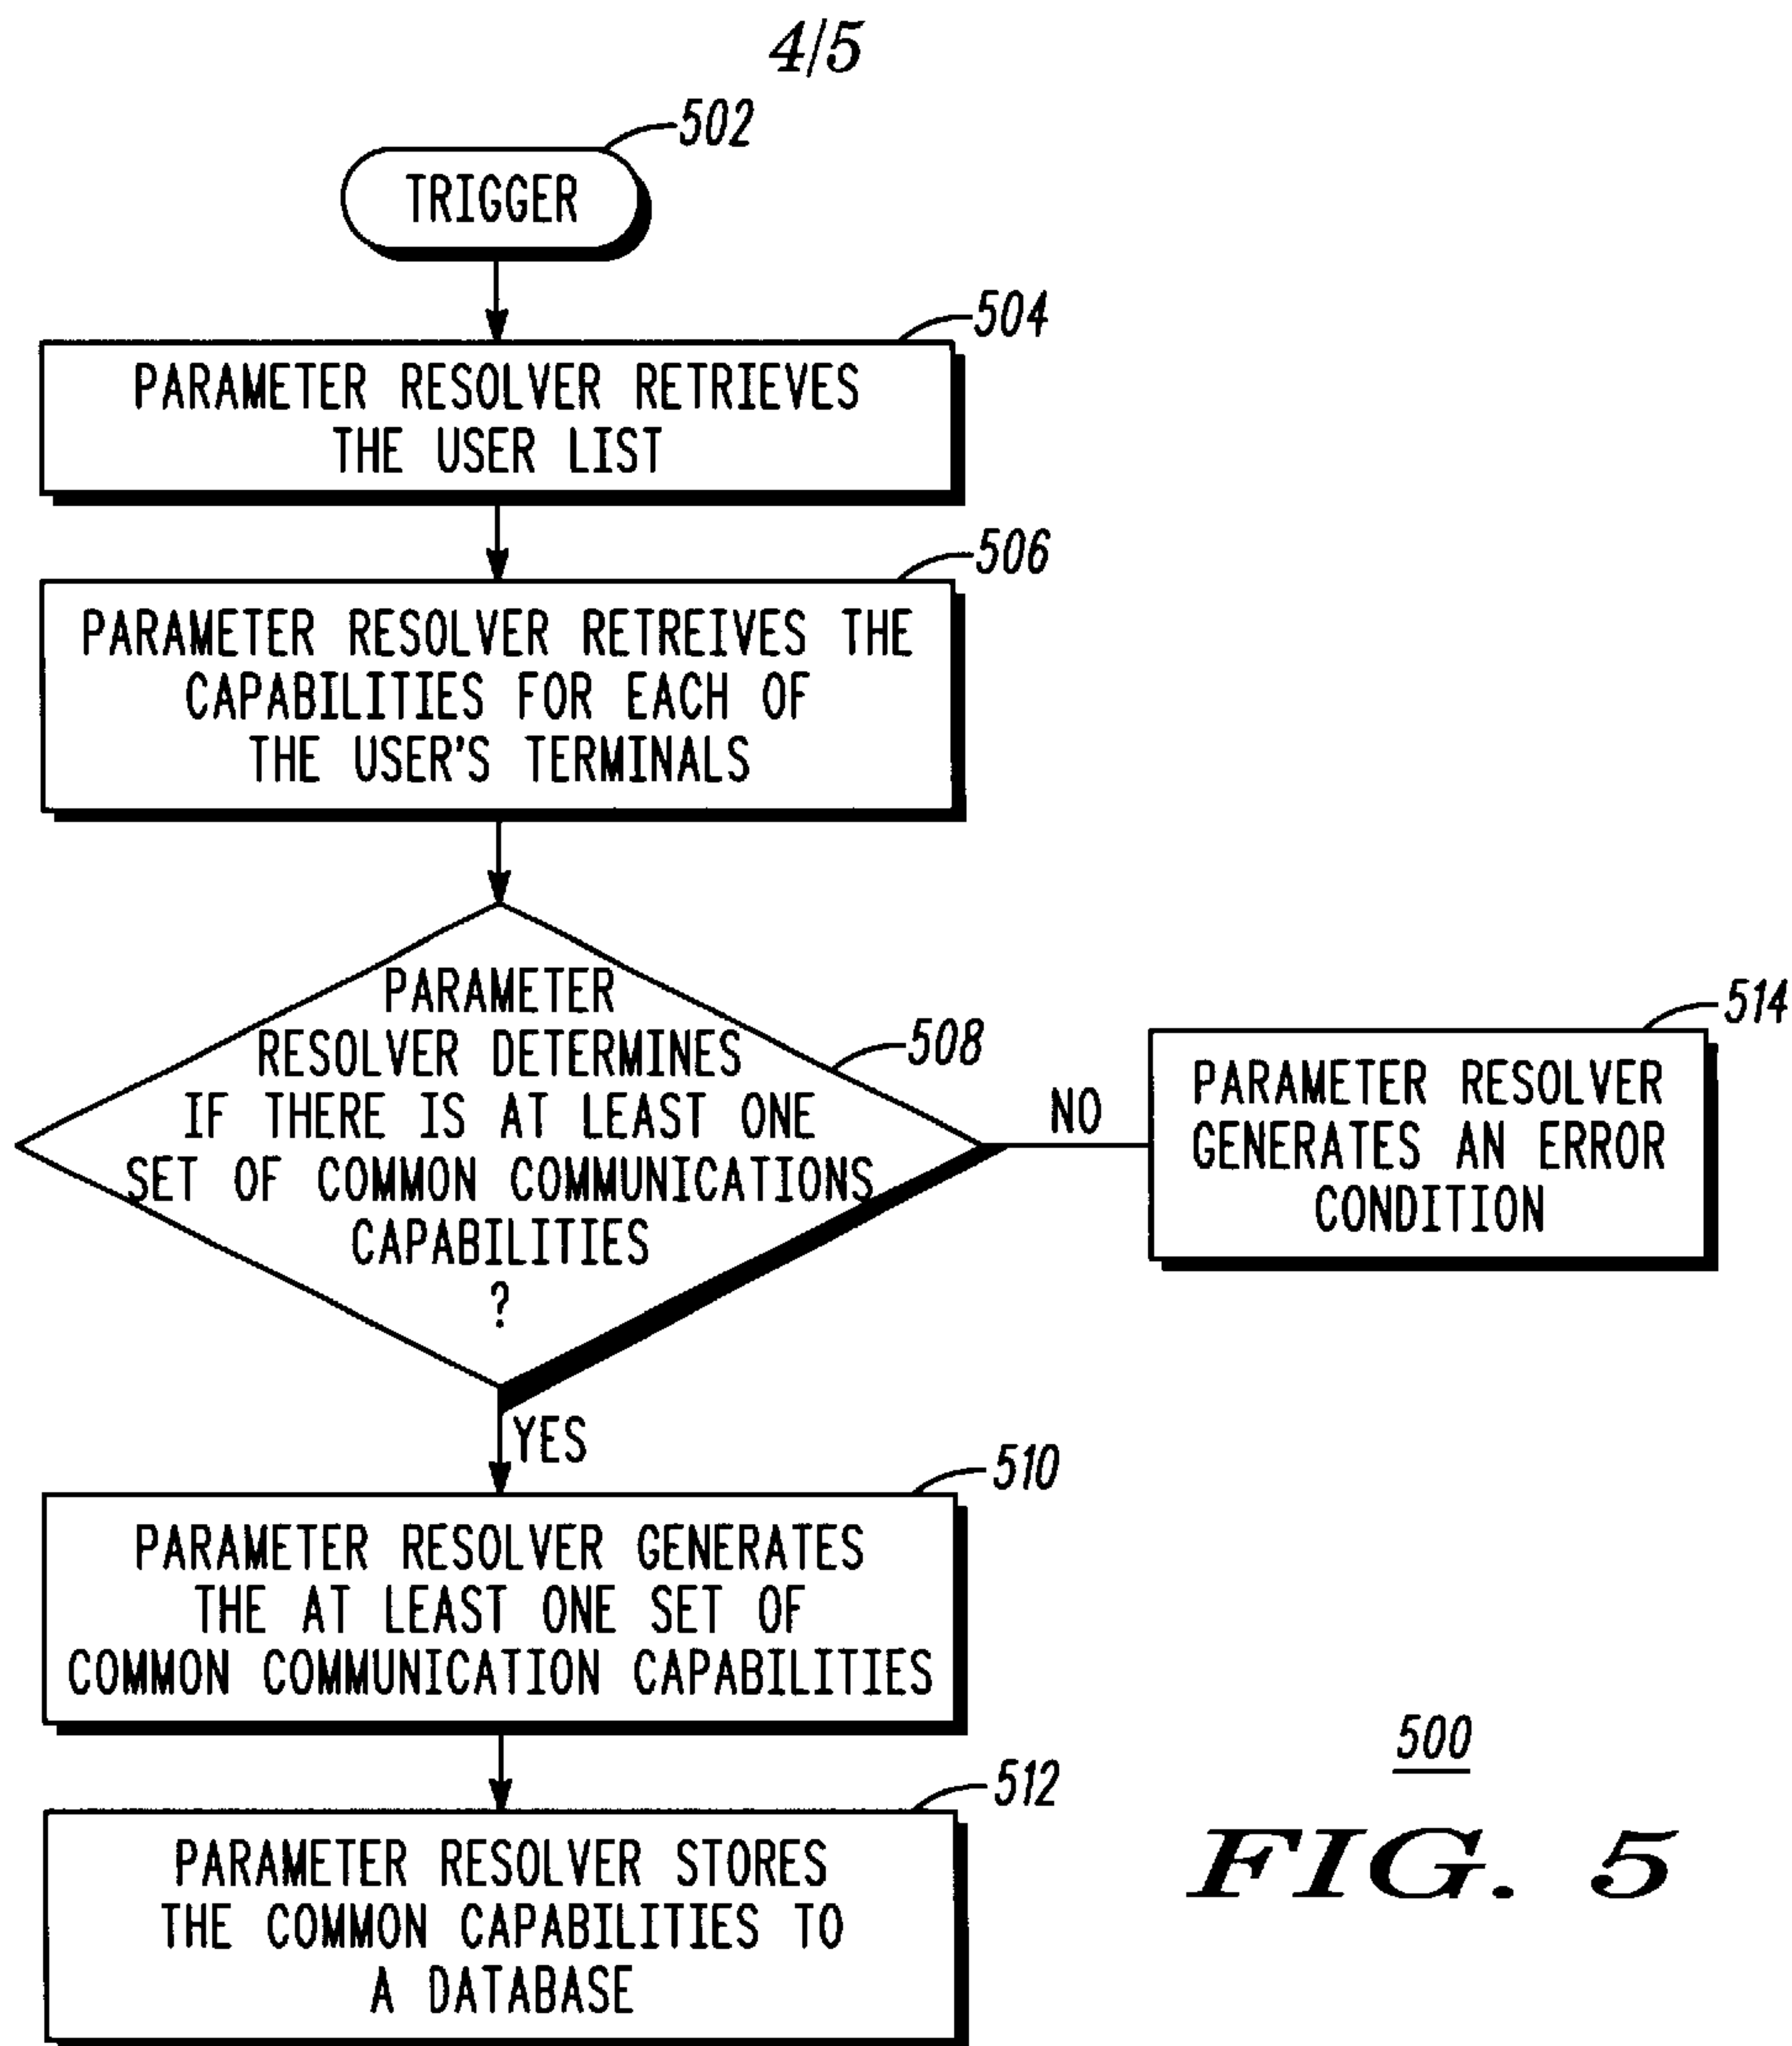 4/5
502
TRIGGER
504
PARAMETER RESOLVER RETRIEVES
THE USER LIST
506
PARAMETER RESOLVER RETREIVES THE
CAPABILITIES FOR EACH OF
THE USER'S TERMINALS
PARAMETER
RESOLVER DETERMINES
IF THERE IS AT LEAST ONE
SET OF COMMON COMMUNICATIONS
CAPABILITIES
?
508
NO
514
PARAMETER RESOLVER
GENERATES AN ERROR
CONDITION
YES
510
PARAMETER RESOLVER GENERATES
THE AT LEAST ONE SET OF
COMMON COMMUNICATION CAPABILITIES
512
PARAMETER RESOLVER STORES
THE COMMON CAPABILITIES TO
A DATABASE
500
FIG. 5